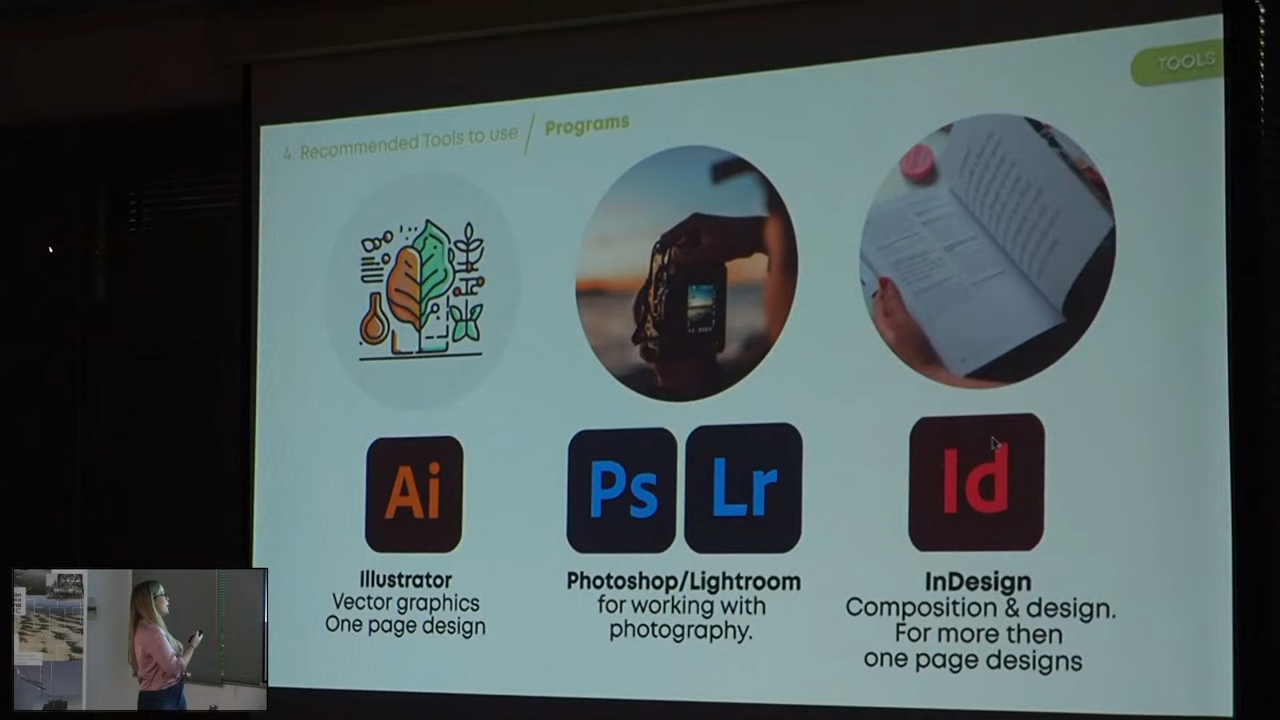 TOOLS
4. Recommended Tools to use / Programs
Ai
Ps
Lr
Id
Illustrator
Vector graphics
One page design
Photoshop/Lightroom
for working with
photography.
InDesign
Composition & design.
For more then
one page designs